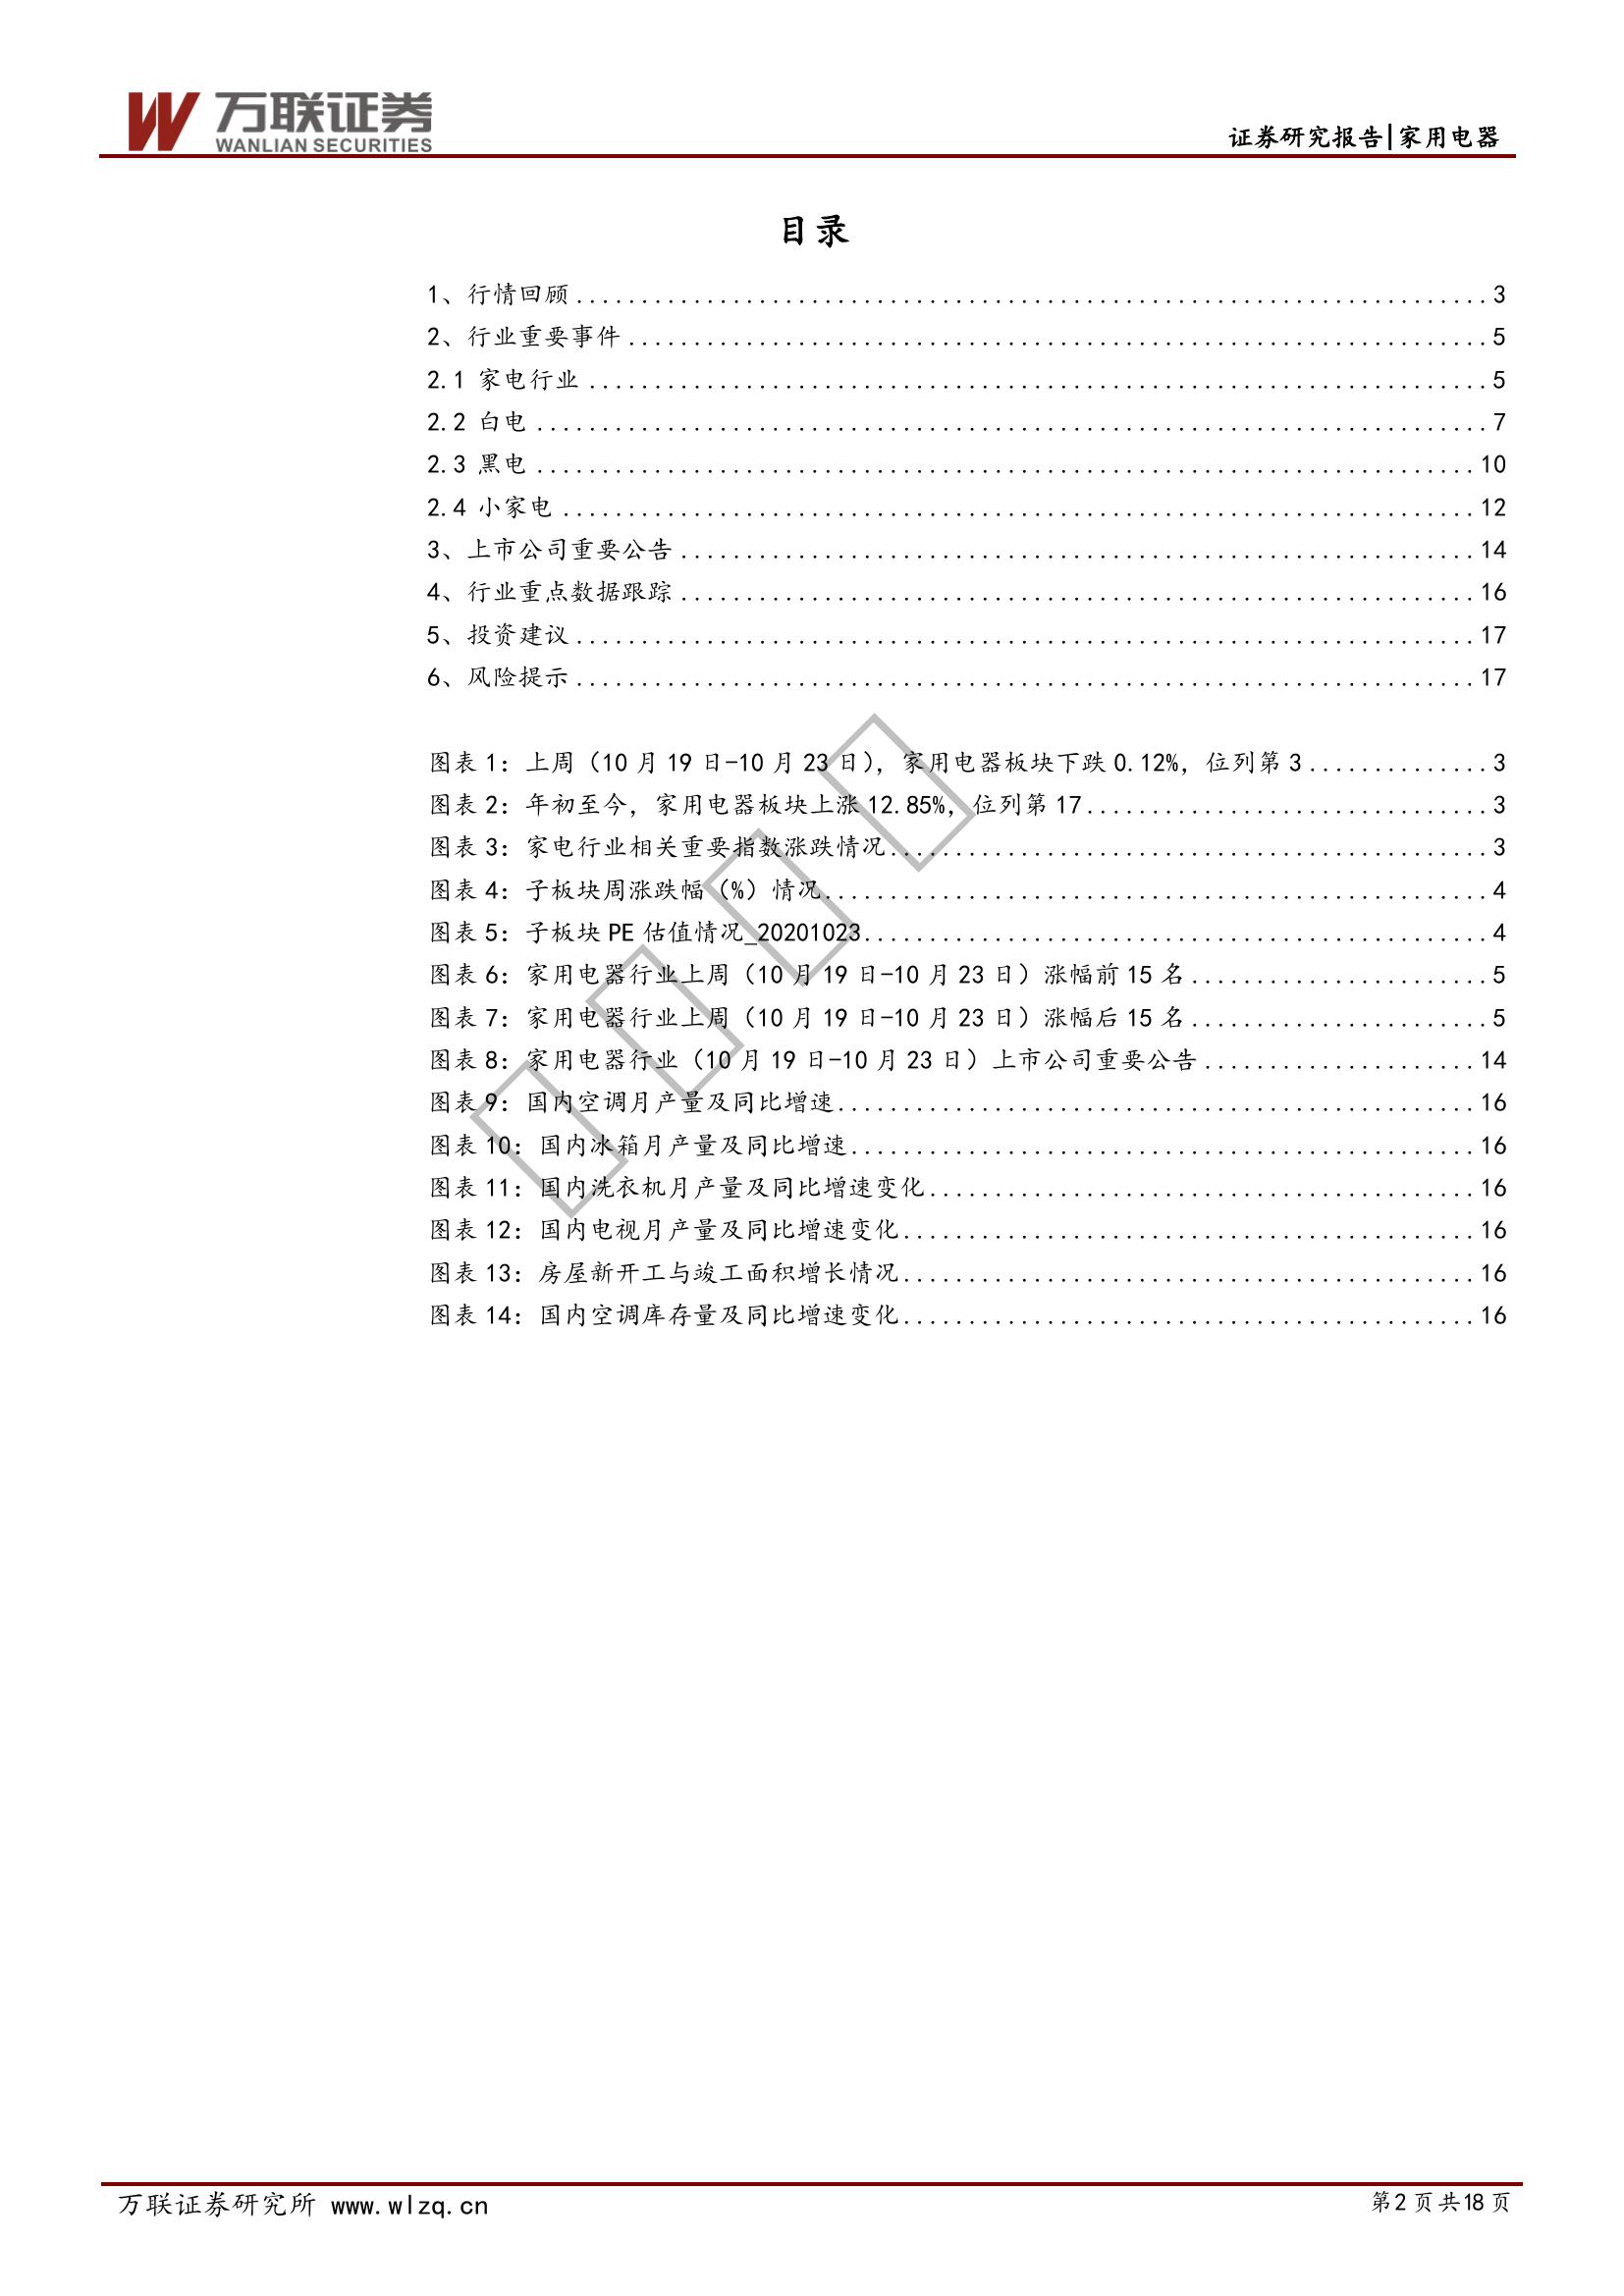 万联证券
WANLIAN SECURITIES
证券研究报告|家用电器
目录
1、行情回顾......................................................................3
2、行业重要事件..................................................................5
2.1 家电行业.....................................................................5
2.2 白电.........................................................................7
2.3 黑电........................................................................10
2.4 小家电......................................................................12
3、上市公司重要公告.............................................................14
4、行业重点数据跟踪.............................................................16
5、投资建议.....................................................................17
6、风险提示.....................................................................17
图表 1：上周（10 月 19 日-10 月 23 日），家用电器板块下跌 0.12%，位列第 3..............3
图表 2：年初至今，家用电器板块上涨 12.85%，位列第 17...............................3
图表 3：家电行业相关重要指数涨跌情况..............................................3
图表 4：子板块周涨跌幅（%）情况...................................................4
图表 5：子板块 PE 估值情况_20201023................................................4
图表 6：家用电器行业上周（10 月 19 日-10 月 23 日）涨幅前 15 名.......................5
图表 7：家用电器行业上周（10 月 19 日-10 月 23 日）涨幅后 15 名.......................5
图表 8：家用电器行业（10 月 19 日-10 月 23 日）上市公司重要公告.....................14
图表 9：国内空调月产量及同比增速.................................................16
图表 10：国内冰箱月产量及同比增速................................................16
图表 11：国内洗衣机月产量及同比增速变化..........................................16
图表 12：国内电视月产量及同比增速变化............................................16
图表 13：房屋新开工与竣工面积增长情况............................................16
图表 14：国内空调库存量及同比增速变化............................................16
万联证券研究所 www.wlzq.cn
第 2 页 共 18 页